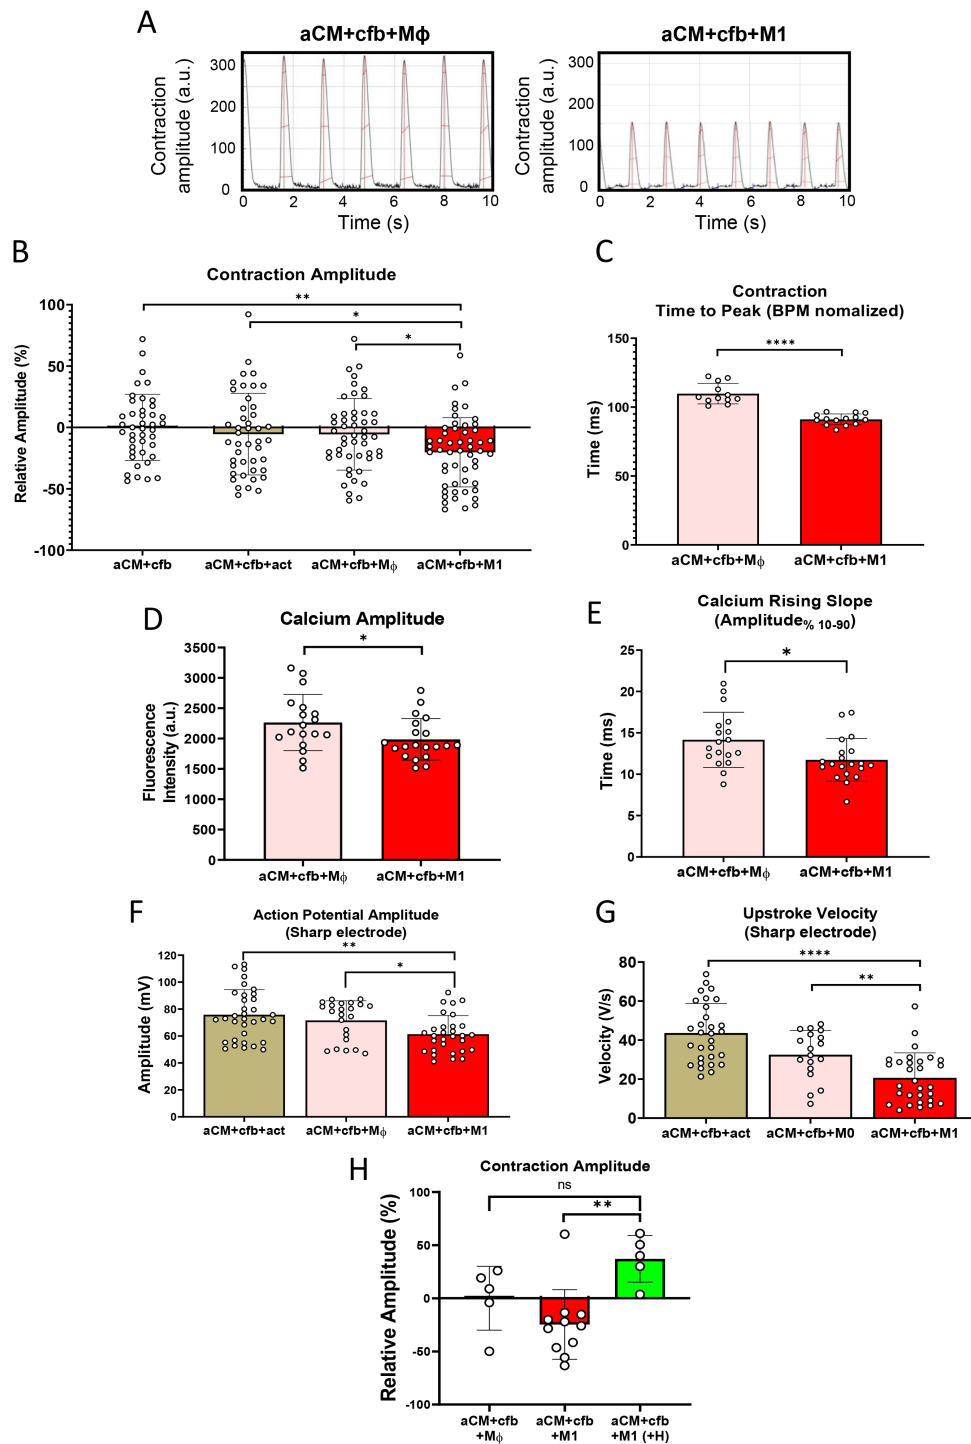 A
aCM+cfb+Mϕ
aCM+cfb+M1
Contraction
amplitude (a.u.)
300
200
100
0
0 2 4 6 8 10
Time (s)
Contraction
amplitude (a.u.)
300
200
100
0
0 2 4 6 8 10
Time (s)
B
Contraction Amplitude
**
*
*
Relative Amplitude (%)
100
50
0
-50
-100
aCM+cfb aCM+cfb+act aCM+cfb+Mϕ aCM+cfb+M1
C
Contraction
Time to Peak (BPM nomalized)
****
Time (ms)
150
100
50
0
aCM+cfb+Mϕ aCM+cfb+M1
D
Calcium Amplitude
*
Fluorescence
Intensity (a.u.)
3500
3000
2500
2000
1500
1000
500
0
aCM+cfb+Mϕ aCM+cfb+M1
E
Calcium Rising Slope
(Amplitude% 10-90)
*
Time (ms)
25
20
15
10
5
0
aCM+cfb+Mϕ aCM+cfb+M1
F
Action Potential Amplitude
(Sharp electrode)
**
*
Amplitude (mV)
120
100
80
60
40
20
0
aCM+cfb+act aCM+cfb+Mϕ aCM+cfb+M1
G
Upstroke Velocity
(Sharp electrode)
****
**
Velocity (V/s)
80
60
40
20
0
aCM+cfb+act aCM+cfb+M0 aCM+cfb+M1
H
Contraction Amplitude
ns
**
Relative Amplitude (%)
100
50
0
-50
-100
aCM+cfb aCM+cfb aCM+cfb
+Mϕ +M1 +M1 (+H)